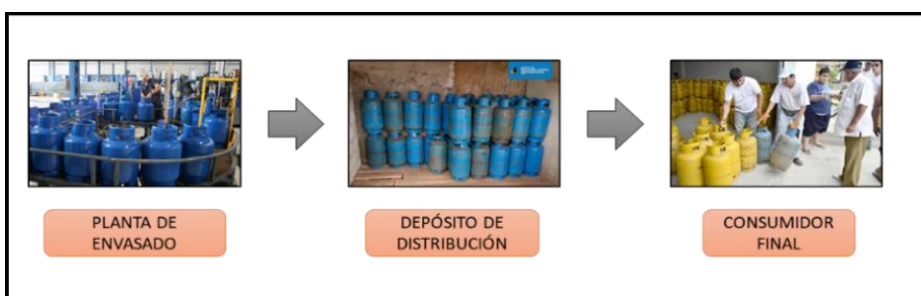 PLANTA DE
ENVASADO
DEPÓSITO DE
DISTRIBUCIÓN
CONSUMIDOR
FINAL